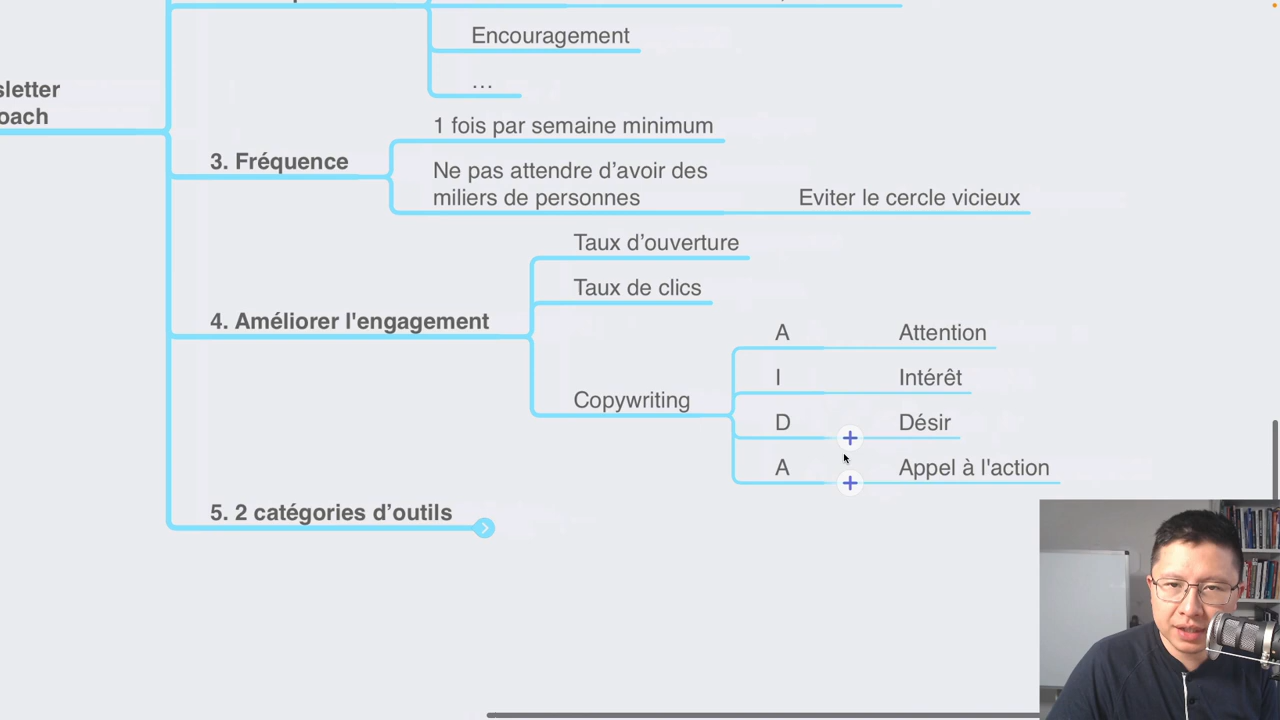 sletter
oach
Encouragement
...
3. Fréquence
1 fois par semaine minimum
Ne pas attendre d’avoir des
miliers de personnes
Eviter le cercle vicieux
4. Améliorer l'engagement
Taux d’ouverture
Taux de clics
Copywriting
A
Attention
I
Intérêt
D
Désir
A
Appel à l'action
5. 2 catégories d’outils